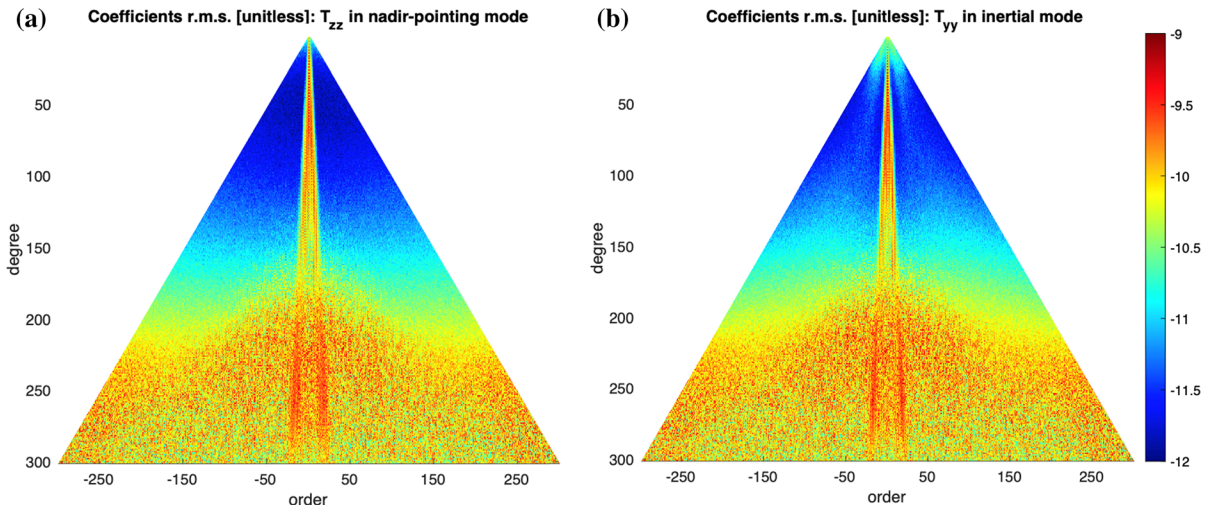 (a) Coefficients r.m.s. [unitless]: Tzz in nadir-pointing mode
50
100
150
200
250
300
degree
-250 -150 -50 50 150 250
order
(b) Coefficients r.m.s. [unitless]: Tyy in inertial mode
50
100
150
200
250
300
degree
-250 -150 -50 50 150 250
order
-9
-9.5
-10
-10.5
-11
-11.5
-12